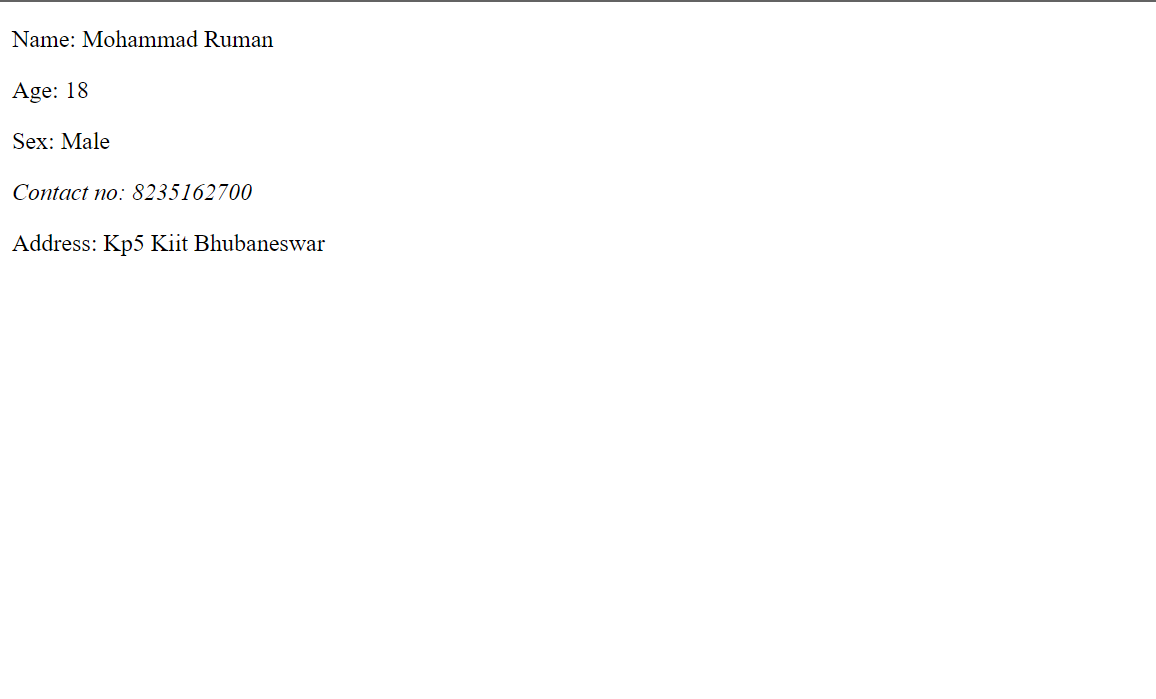 Name: Mohammad Ruman
Age: 18
Sex: Male
Contact no: 8235162700
Address: Kp5 Kiit Bhubaneswar